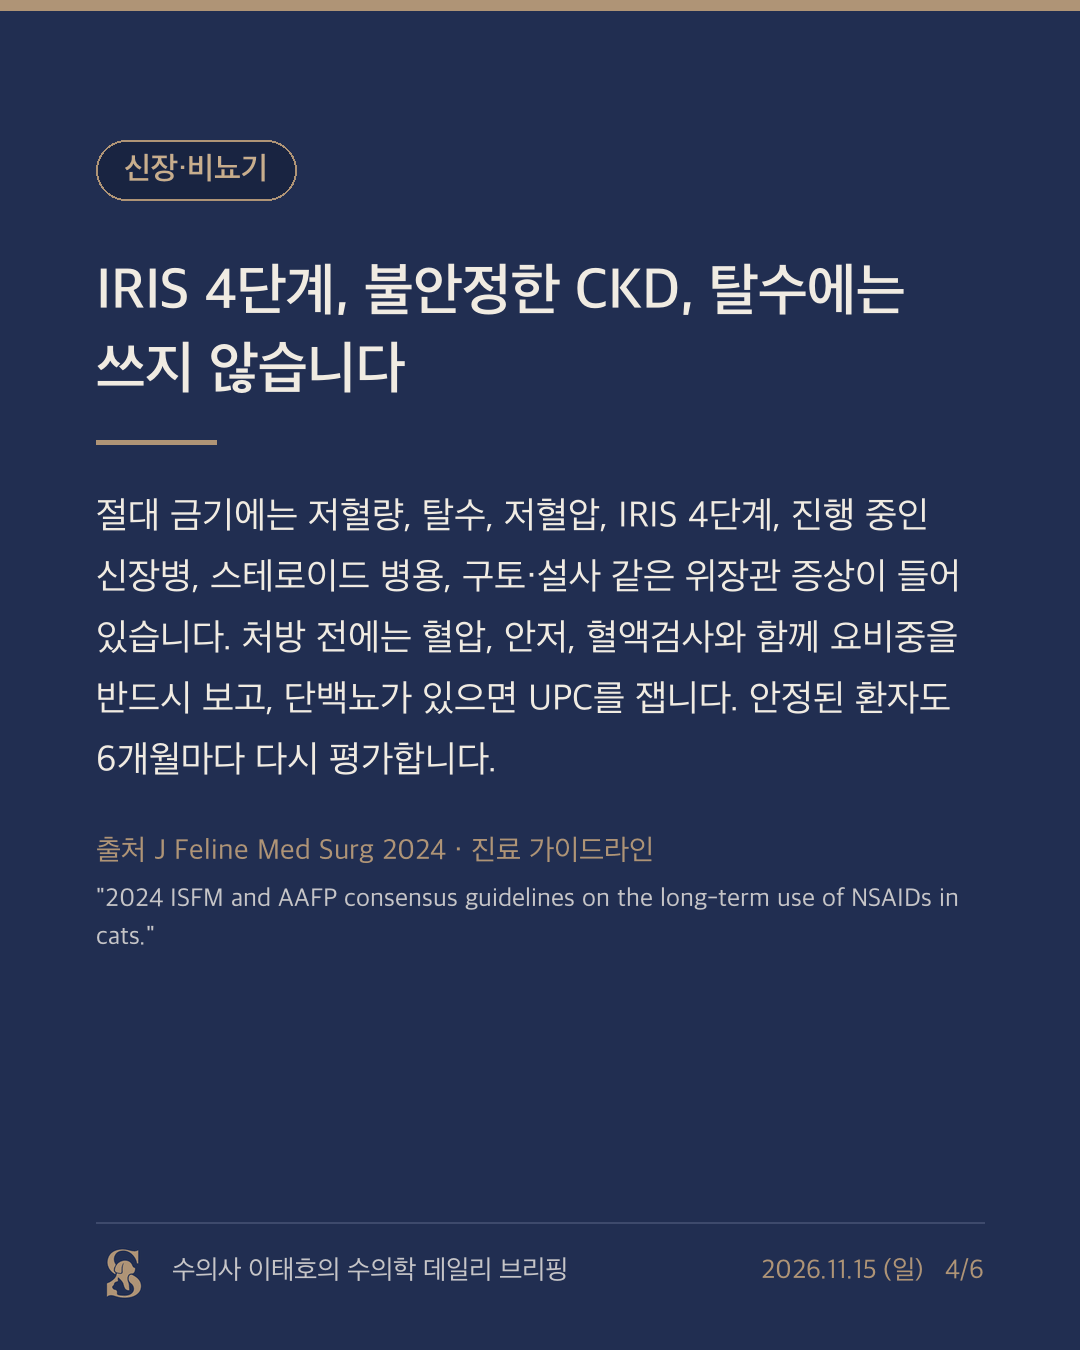 신장·비뇨기
IRIS 4단계, 불안정한 CKD, 탈수에는
쓰지 않습니다
절대 금기에는 저혈량, 탈수, 저혈압, IRIS 4단계, 진행 중인
신장병, 스테로이드 병용, 구토·설사 같은 위장관 증상이 들어
있습니다. 처방 전에는 혈압, 안저, 혈액검사와 함께 요비중을
반드시 보고, 단백뇨가 있으면 UPC를 잽니다. 안정된 환자도
6개월마다 다시 평가합니다.
출처 J Feline Med Surg 2024 · 진료 가이드라인
"2024 ISFM and AAFP consensus guidelines on the long-term use of NSAIDs in
cats."
수의사 이태호의 수의학 데일리 브리핑
2026.11.15 (일) 4/6